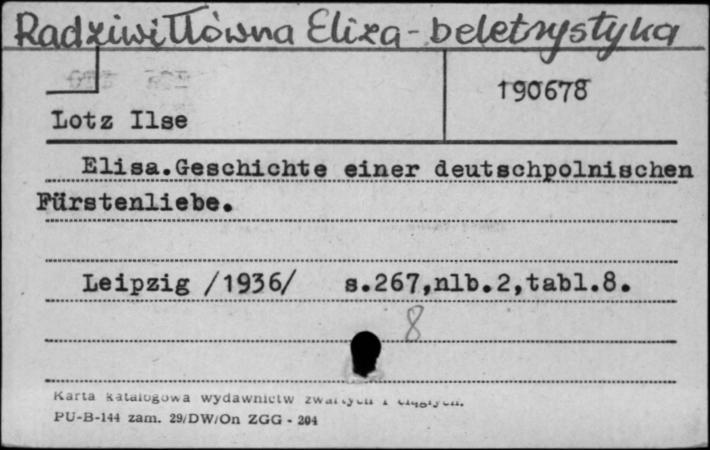 Radziwiłłówna Eliza - beletrystyka
190678
Lotz Ilse
Elisa.Geschichte einer deutschpolnischen
Fürstenliebe.
Leipzig /1936/ s.267,nlb.2,tabl.8.
8
Karta katalogowa wydawnictw zwartych i ciągłych.
PU-B-144 zam. 29/DW/On ZGG - 204